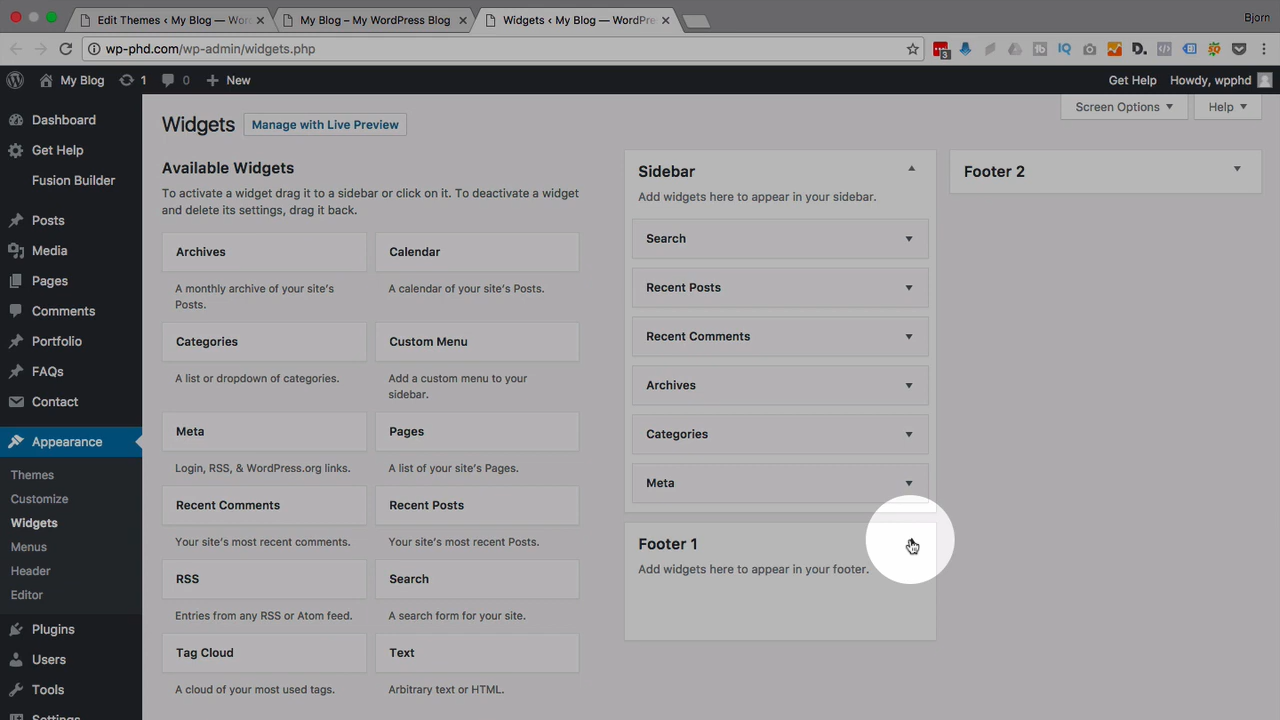 Edit Themes ‹ My Blog — Wor
My Blog – My WordPress Blog
Widgets ‹ My Blog — WordPre
Bjorn
wp-phd.com/wp-admin/widgets.php
3
D.
My Blog
1
0
New
Get Help
Howdy, wpphd
Dashboard
Get Help
Fusion Builder
Posts
Media
Pages
Comments
Portfolio
FAQs
Contact
Appearance
Themes
Customize
Widgets
Menus
Header
Editor
Plugins
Users
Tools
Settings
Screen Options
Help
Widgets
Manage with Live Preview
Available Widgets
To activate a widget drag it to a sidebar or click on it. To deactivate a widget
and delete its settings, drag it back.
Archives
A monthly archive of your site's
Posts.
Calendar
A calendar of your site's Posts.
Categories
A list or dropdown of categories.
Custom Menu
Add a custom menu to your
sidebar.
Meta
Login, RSS, & WordPress.org links.
Pages
A list of your site's Pages.
Recent Comments
Your site's most recent comments.
Recent Posts
Your site's most recent Posts.
RSS
Entries from any RSS or Atom feed.
Search
A search form for your site.
Tag Cloud
A cloud of your most used tags.
Text
Arbitrary text or HTML.
Sidebar
Add widgets here to appear in your sidebar.
Search
Recent Posts
Recent Comments
Archives
Categories
Meta
Footer 1
Add widgets here to appear in your footer.
Footer 2